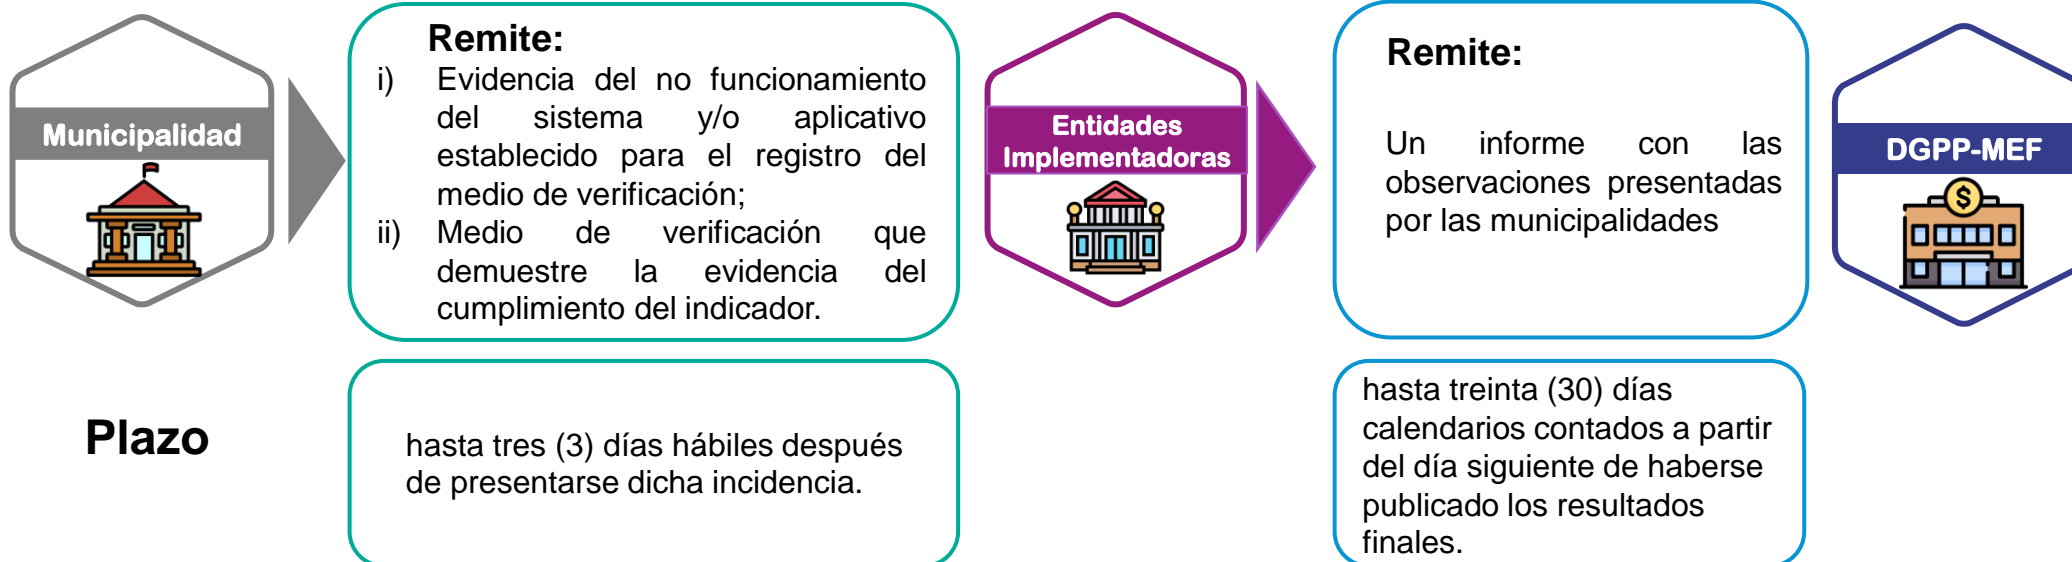 Municipalidad
Remite:
i) Evidencia del no funcionamiento
del sistema y/o aplicativo
establecido para el registro del
medio de verificación;
ii) Medio de verificación que
demuestre la evidencia del
cumplimiento del indicador.
Entidades
Implementadoras
Remite:
Un informe con las
observaciones presentadas
por las municipalidades
DGPP-MEF
Plazo
hasta tres (3) días hábiles después
de presentarse dicha incidencia.
hasta treinta (30) días
calendarios contados a partir
del día siguiente de haberse
publicado los resultados
finales.